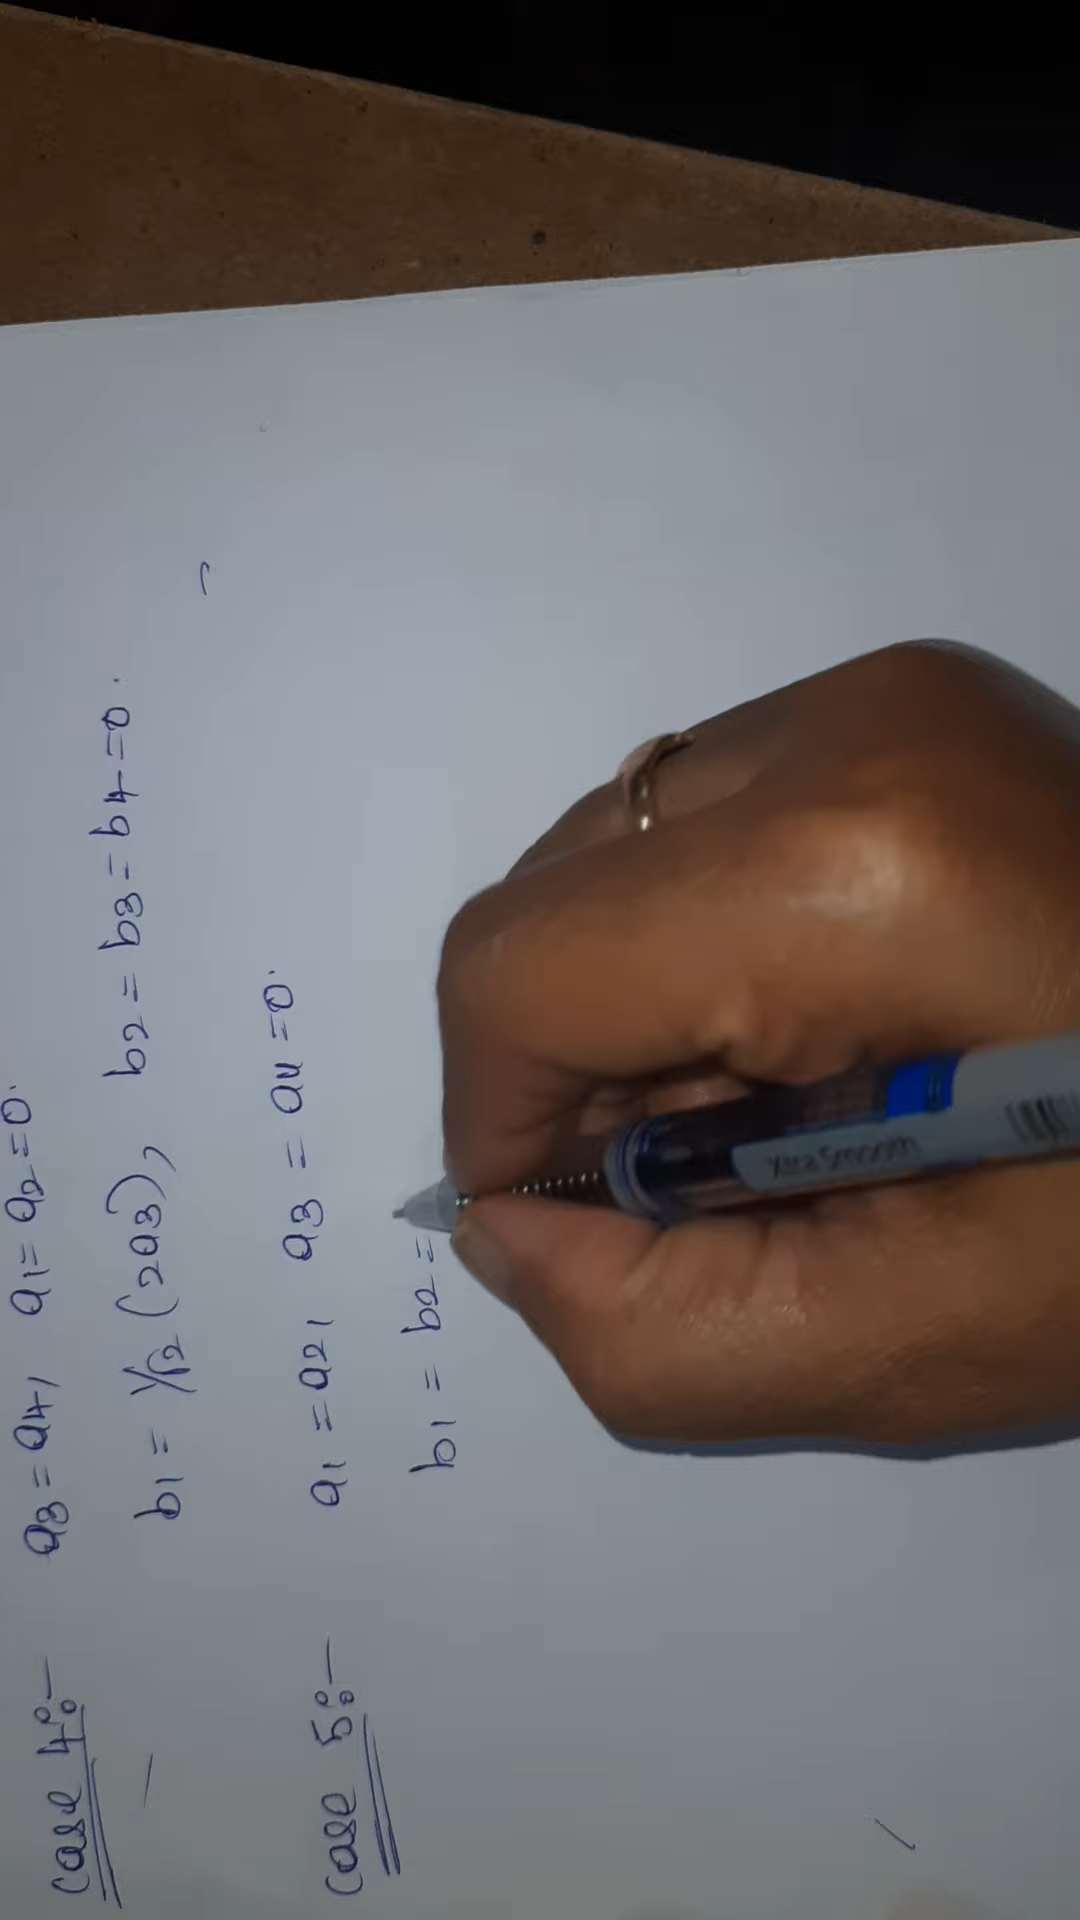 Case 4:- a3 = a4, a1 = a2 = 0.
b1 = 1/√2 (2a3), b2 = b3 = b4 = 0.
Case 5:- a1 = a2, a3 = a4 = 0.
b1 = b2 =